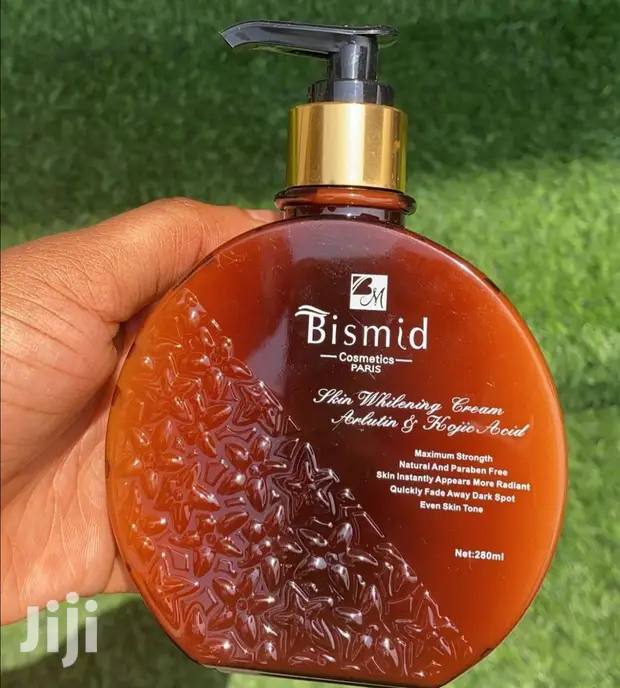 BM
Bismid
Cosmetics
PARIS
Skin Whitening Cream
Arlutin & Kojic Acid
Maximum Strength
Natural And Paraben Free
Skin Instantly Appears More Radiant
Quickly Fade Away Dark Spot
Even Skin Tone
Net:280ml
Jiji